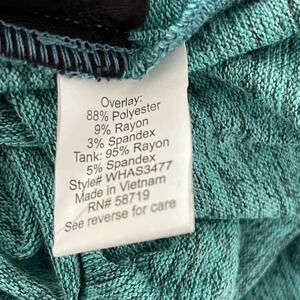 Overlay:
88% Polyester
9% Rayon
3% Spandex
Tank: 95% Rayon
5% Spandex
Style# WHAS3477
Made in Vietnam
RN# 58719
See reverse for care